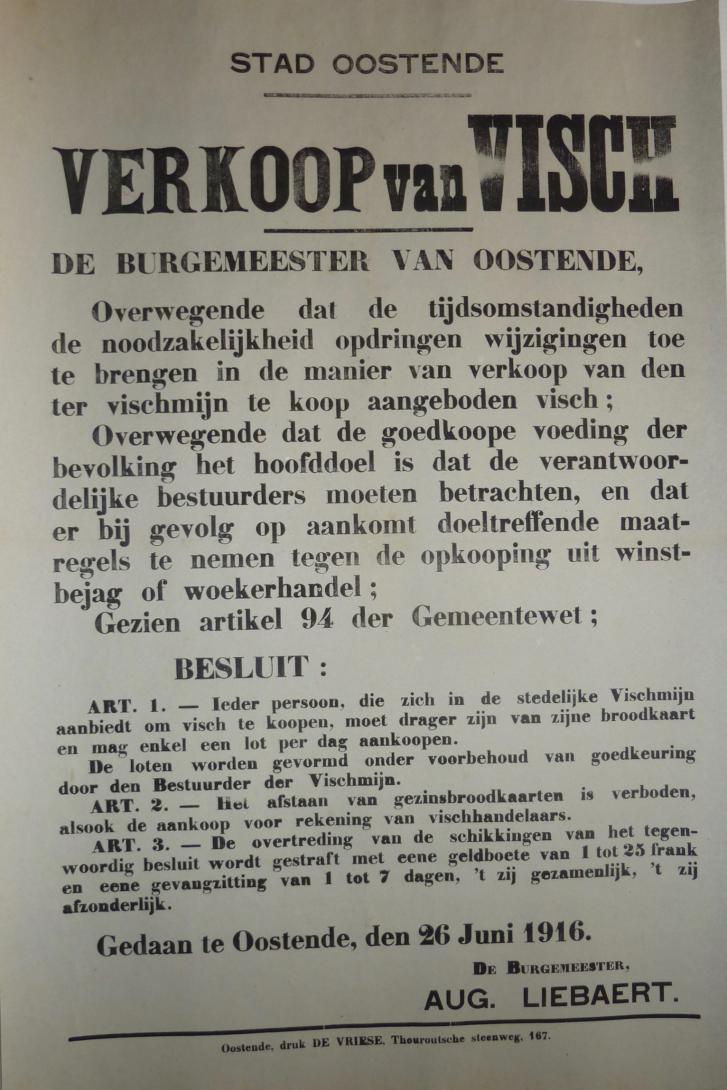 STAD OOSTENDE
VERKOOP van VISCH
DE BURGEMEESTER VAN OOSTENDE,
Overwegende dat de tijdsomstandigheden
de noodzakelijkheid opdringen wijzigingen toe
te brengen in de manier van verkoop van den
ter vischmijn te koop aangeboden visch ;
Overwegende dat de goedkoope voeding der
bevolking het hoofddoel is dat de verantwoor-
delijke bestuurders moeten betrachten, en dat
er bij gevolg op aankomt doeltreffende maat-
regels te nemen tegen de opkooping uit winst-
bejag of woekerhandel ;
Gezien artikel 94 der Gemeentewet ;
BESLUIT :
ART. 1. — Ieder persoon, die zich in de stedelijke Vischmijn
aanbiedt om visch te koopen, moet drager zijn van zijne broodkaart
en mag enkel een lot per dag aankoopen.
De loten worden gevormd onder voorbehoud van goedkeuring
door den Bestuurder der Vischmijn.
ART. 2. — Het afstaan van gezinsbroodkaarten is verboden,
alsook de aankoop voor rekening van vischhandelaars.
ART. 3. — De overtreding van de schikkingen van het tegen-
woordig besluit wordt gestraft met eene geldboete van 1 tot 25 frank
en eene gevangzitting van 1 tot 7 dagen, 't zij gezamenlijk, 't zij
afzonderlijk.
Gedaan te Oostende, den 26 Juni 1916.
DE BURGEMEESTER,
AUG. LIEBAERT.
Oostende, druk DE VRIESE, Thouroutsche steenweg, 167.